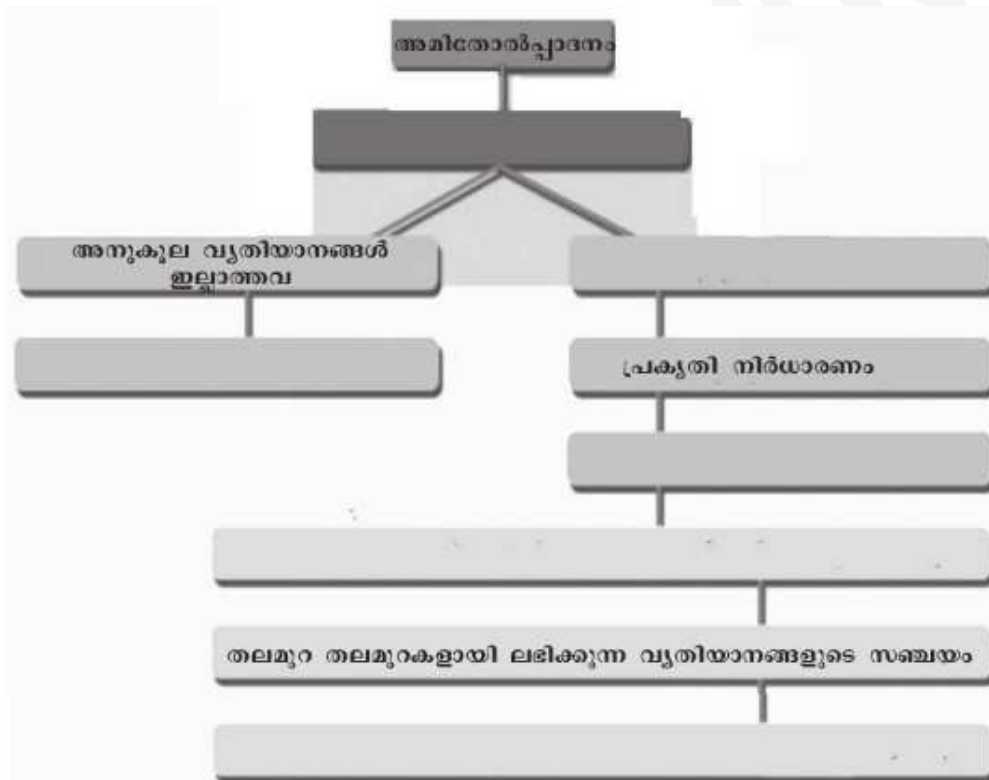 അമിതോൽപ്പാദനം
അനുകൂല വ്യതിയാനങ്ങൾ
ഇല്ലാത്തവ
പ്രകൃതി നിർധാരണം
തലമുറ തലമുറകളായി ലഭിക്കുന്ന വ്യതിയാനങ്ങളുടെ സഞ്ചയം